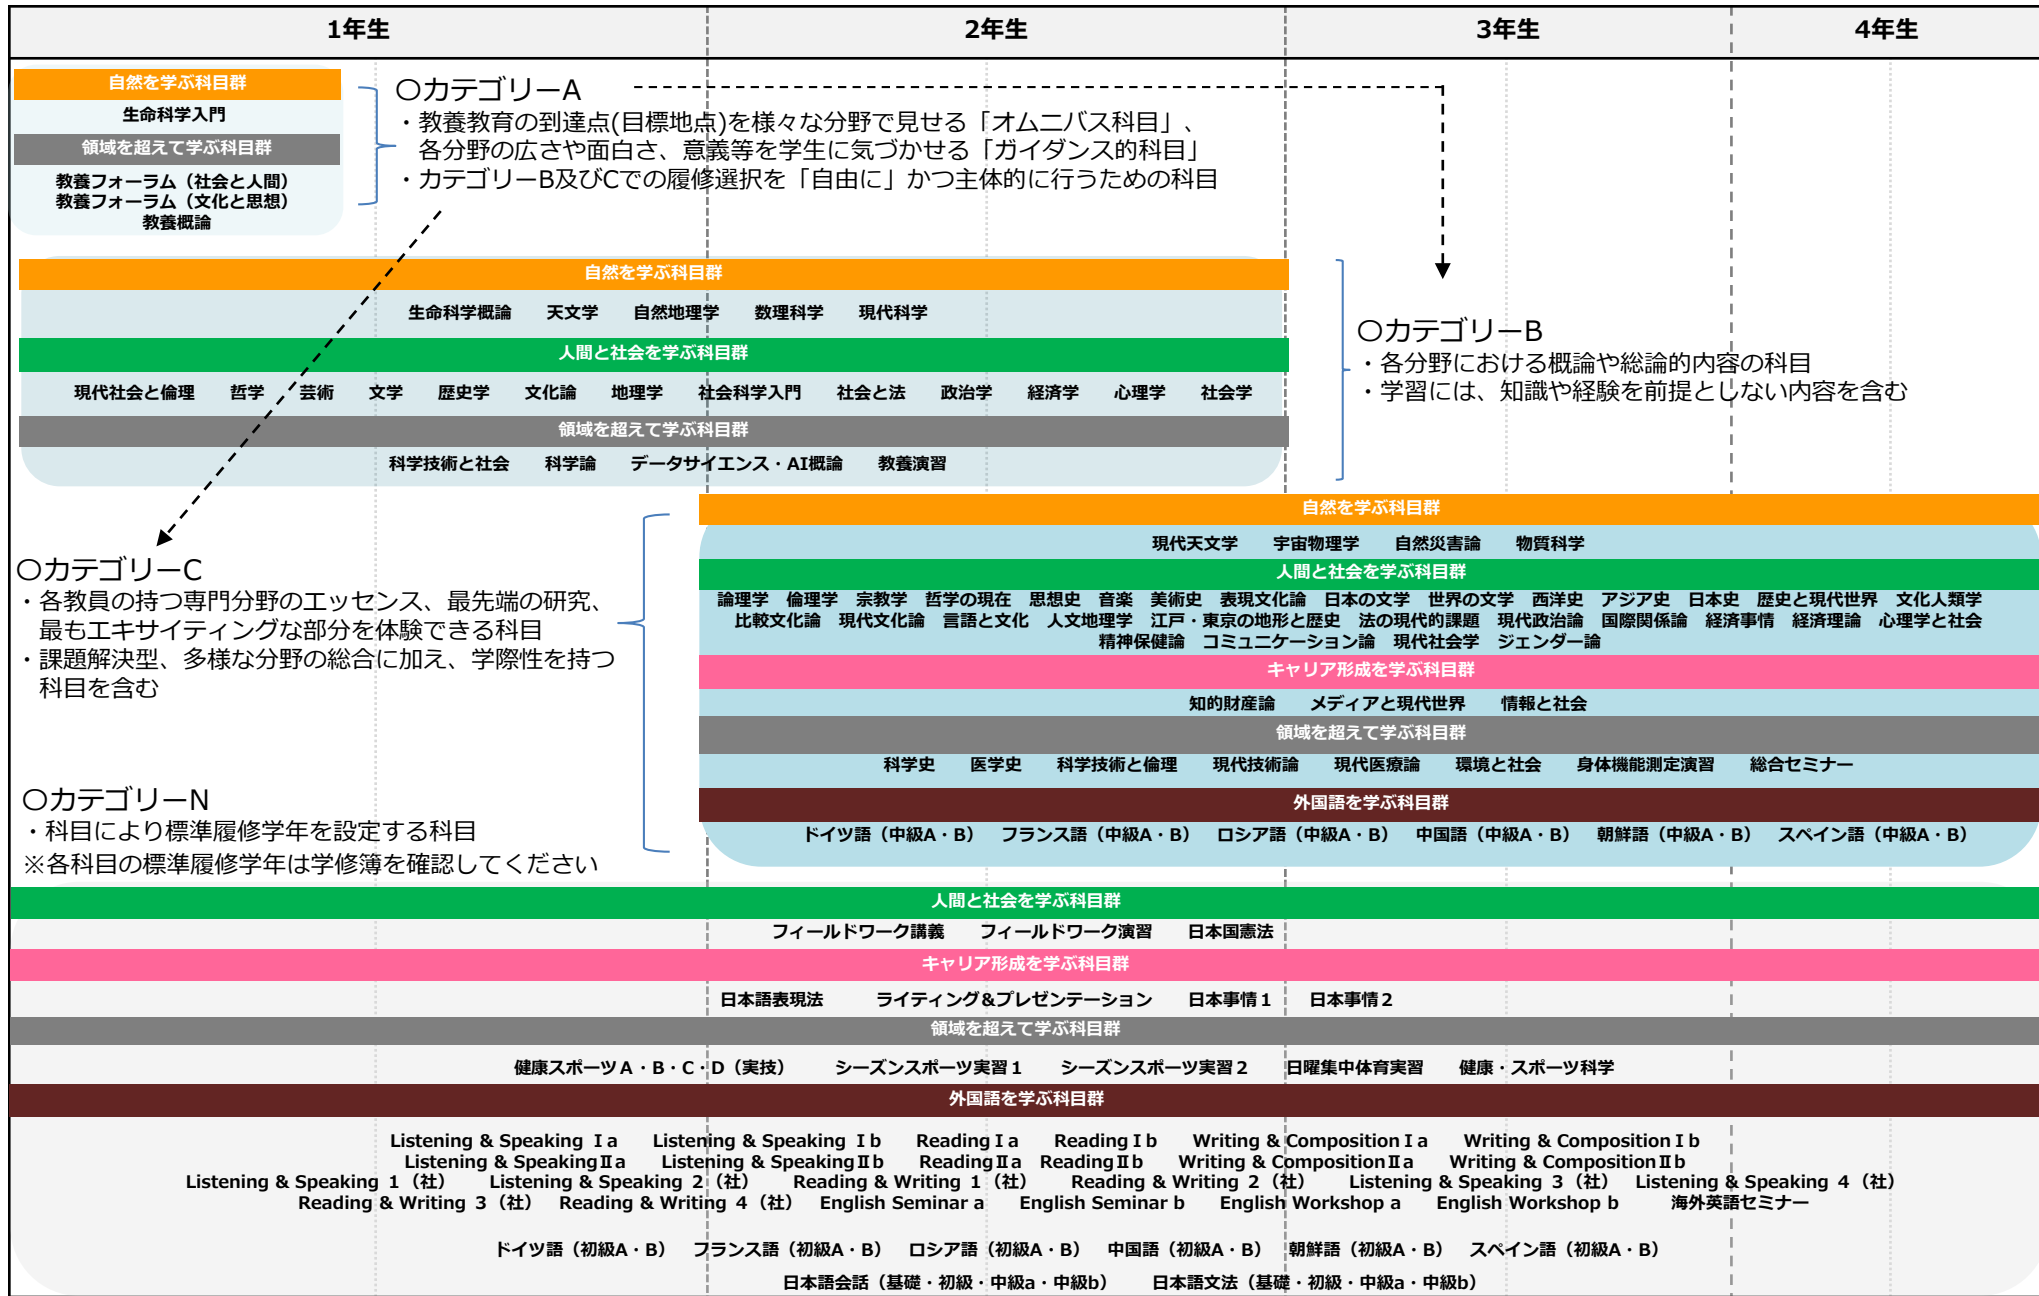 1年生 2年生 3年生 4年生
自然を学ぶ科目群
生命科学入門
領域を超えて学ぶ科目群
教養フォーラム（社会と人間）
教養フォーラム（文化と思想）
教養概論
〇カテゴリーA
・教養教育の到達点(目標地点)を様々な分野で見せる「オムニバス科目」、
各分野の広さや面白さ、意義等を学生に気づかせる「ガイダンス的科目」
・カテゴリーB及びCでの履修選択を「自由に」かつ主体的に行うための科目
自然を学ぶ科目群
生命科学概論 天文学 自然地理学 数理科学 現代科学
人間と社会を学ぶ科目群
現代社会と倫理 哲学 芸術 文学 歴史学 文化論 地理学 社会科学入門 社会と法 政治学 経済学 心理学 社会学
領域を超えて学ぶ科目群
科学技術と社会 科学論 データサイエンス・AI概論 教養演習
〇カテゴリーB
・各分野における概論や総論的内容の科目
・学習には、知識や経験を前提としない内容を含む
〇カテゴリーC
・各教員の持つ専門分野のエッセンス、最先端の研究、
最もエキサイティングな部分を体験できる科目
・課題解決型、多様な分野の総合に加え、学際性を持つ
科目を含む
自然を学ぶ科目群
現代天文学 宇宙物理学 自然災害論 物質科学
人間と社会を学ぶ科目群
論理学 倫理学 宗教学 哲学の現在 思想史 音楽 美術史 表現文化論 日本の文学 世界の文学 西洋史 アジア史 日本史 歴史と現代世界 文化人類学
比較文化論 現代文化論 言語と文化 人文地理学 江戸・東京の地形と歴史 法の現代的課題 現代政治論 国際関係論 経済事情 経済理論 心理学と社会
精神保健論 コミュニケーション論 現代社会学 ジェンダー論
キャリア形成を学ぶ科目群
知的財産論 メディアと現代世界 情報と社会
領域を超えて学ぶ科目群
科学史 医学史 科学技術と倫理 現代技術論 現代医療論 環境と社会 身体機能測定演習 総合セミナー
外国語を学ぶ科目群
ドイツ語（中級A・B） フランス語（中級A・B） ロシア語（中級A・B） 中国語（中級A・B） 朝鮮語（中級A・B） スペイン語（中級A・B）
〇カテゴリーN
・科目により標準履修学年を設定する科目
※各科目の標準履修学年は学修簿を確認してください
人間と社会を学ぶ科目群
フィールドワーク講義 フィールドワーク演習 日本国憲法
キャリア形成を学ぶ科目群
日本語表現法 ライティング&プレゼンテーション 日本事情１ 日本事情２
領域を超えて学ぶ科目群
健康スポーツＡ・Ｂ・Ｃ・Ｄ（実技） シーズンスポーツ実習１ シーズンスポーツ実習２ 日曜集中体育実習 健康・スポーツ科学
外国語を学ぶ科目群
Listening & Speaking Ⅰa Listening & Speaking Ⅰb ReadingⅠa ReadingⅠb Writing & CompositionⅠa Writing & CompositionⅠb
Listening & SpeakingⅡa Listening & SpeakingⅡb ReadingⅡa ReadingⅡb Writing & CompositionⅡa Writing & CompositionⅡb
Listening & Speaking 1（社） Listening & Speaking 2（社） Reading & Writing 1（社） Reading & Writing 2（社） Listening & Speaking 3（社） Listening & Speaking 4（社）
Reading & Writing 3（社） Reading & Writing 4（社） English Seminar a English Seminar b English Workshop a English Workshop b 海外英語セミナー
ドイツ語（初級A・B） フランス語（初級A・B） ロシア語（初級A・B） 中国語（初級A・B） 朝鮮語（初級A・B） スペイン語（初級A・B）
日本語会話（基礎・初級・中級a・中級b） 日本語文法（基礎・初級・中級a・中級b）